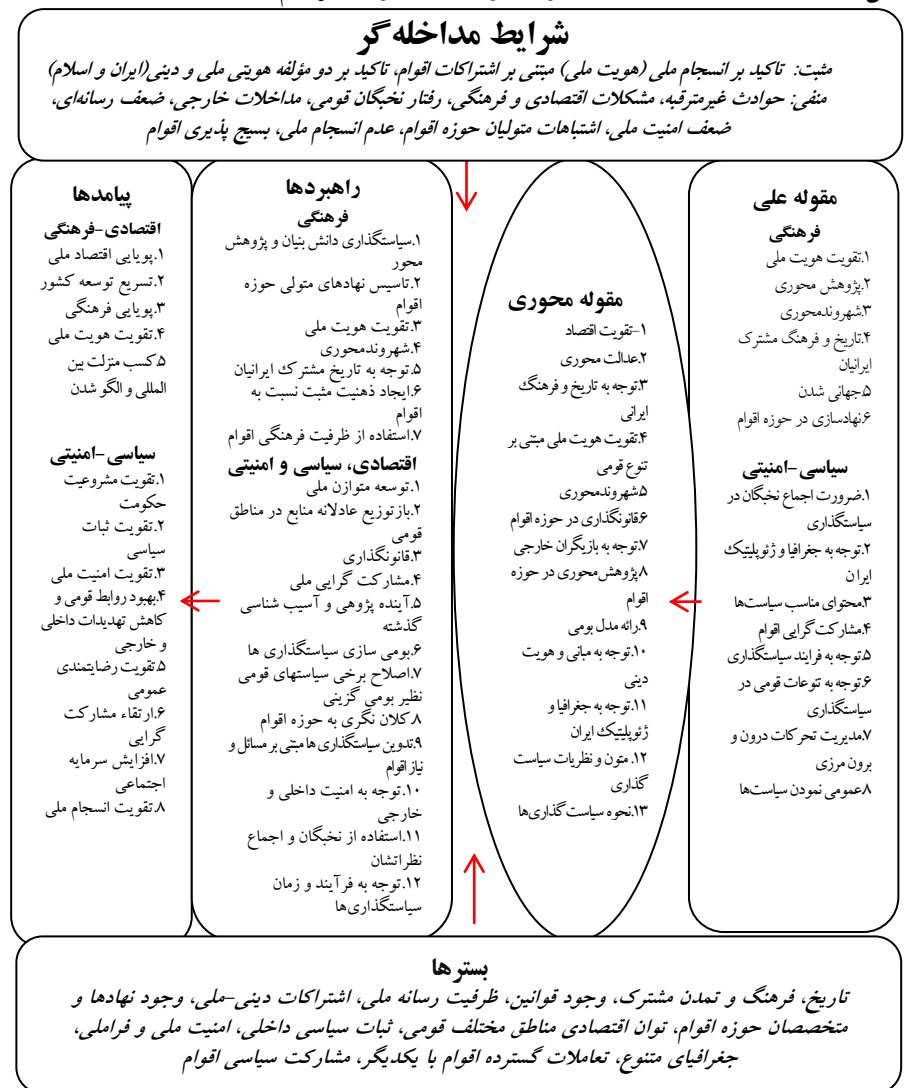 شرایط مداخله‌گر
مثبت: تاکید بر انسجام ملی (هویت ملی) مبتنی بر اشتراکات اقوام، تاکید بر دو مؤلفه هویتی ملی و دینی(ایران و اسلام)
منفی: حوادث غیرمترقبه، مشکلات اقتصادی و فرهنگی، رفتار نخبگان قومی، مداخلات خارجی، ضعف رسانه‌ای،
ضعف امنیت ملی، اشتباهات متولیان حوزه اقوام، عدم انسجام ملی، بسیج پذیری اقوام
مقوله علی
فرهنگی
۱.تقویت هویت ملی
۲.پژوهش محوری
۳.شهروندمحوری
۴.تاریخ و فرهنگ مشترک
ایرانیان
۵.جهانی شدن
۶.نهادسازی در حوزه اقوام
سیاسی-امنیتی
۱.ضرورت اجماع نخبگان در
سیاستگذاری
۲.توجه به جغرافیا و ژئوپلیتیک
ایران
۳.محتوای مناسب سیاست‌ها
۴.مشارکت گرایی اقوام
۵.توجه به فرایند سیاستگذاری
۶.توجه به تنوعات قومی در
سیاستگذاری
۷.مدیریت تحرکات درون و
برون مرزی
۸.عمومی نمودن سیاست‌ها
مقوله محوری
۱-تقویت اقتصاد
۲.عدالت محوری
۳.توجه به تاریخ و فرهنگ
ایرانی
۴.تقویت هویت ملی مبتنی بر
تنوع قومی
۵.شهروندمحوری
۶.قانونگذاری در حوزه اقوام
۷.توجه به بازیگران خارجی
۸.پژوهش‌محوری در حوزه
اقوام
۹.رائه مدل بومی
۱۰.توجه به مبانی و هویت
دینی
۱۱.توجه به جغرافیا و
ژئوپلیتیک ایران
۱۲. متون و نظریات سیاست
گذاری
۱۳.نحوه سیاست گذاری‌ها
راهبردها
فرهنگی
۱.سیاستگذاری دانش بنیان و پژوهش
محور
۲.تاسیس نهادهای متولی حوزه
اقوام
۳.تقویت هویت ملی
۴.شهروندمحوری
۵.توجه به تاریخ مشترک ایرانیان
۶.ایجاد ذهنیت مثبت نسبت به
اقوام
۷.استفاده از ظرفیت فرهنگی اقوام
اقتصادی، سیاسی و امنیتی
۱.توسعه متوازن ملی
۲.بازتوزیع عادلانه منابع در مناطق
قومی
۳.قانونگذاری
۴.مشارکت گرایی ملی
۵.آینده پژوهی و آسیب شناسی
گذشته
۶.بومی سازی سیاستگذاری ها
۷.اصلاح برخی سیاستهای قومی
نظیر بومی گزینی
۸.کلان نگری به حوزه اقوام
۹.تدوین سیاستگذاری ها مبتنی بر مسائل و
نیاز اقوام
۱۰.توجه به امنیت داخلی و
خارجی
۱۱.استفاده از نخبگان و اجماع
نظراتشان
۱۲.توجه به فرآیند و زمان
سیاستگذاری‌ها
پیامدها
اقتصادی-فرهنگی
۱.پویایی اقتصاد ملی
۲.تسریع توسعه کشور
۳.پویایی فرهنگی
۴.تقویت هویت ملی
۵.کسب منزلت بین
المللی و الگو شدن
سیاسی-امنیتی
۱.تقویت مشروعیت
حکومت
۲.تقویت ثبات
سیاسی
۳.تقویت امنیت ملی
۴.بهبود روابط قومی و
کاهش تهدیدات داخلی
و خارجی
۵.تقویت رضایتمندی
عمومی
۶.ارتقاء مشارکت
گرایی
۷.افزایش سرمایه
اجتماعی
۸.تقویت انسجام ملی
بسترها
تاریخ، فرهنگ و تمدن مشترک، وجود قوانین، ظرفیت رسانه ملی، اشتراکات دینی-ملی، وجود نهادها و
متخصصان حوزه اقوام، توان اقتصادی مناطق مختلف قومی، ثبات سیاسی داخلی، امنیت ملی و فراملی،
جغرافیای متنوع، تعاملات گسترده اقوام با یکدیگر، مشارکت سیاسی اقوام